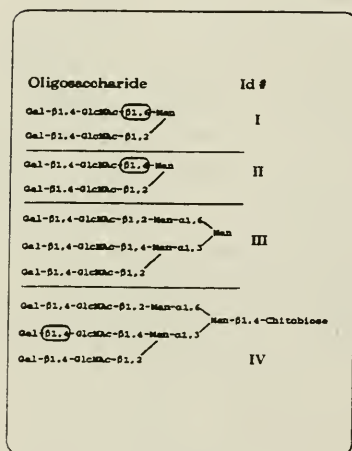 Oligosaccharide Id #
Gal-β1,4-GlcNAc-β1,6-Man
I
Gal-β1,4-GlcNAc-β1,2
Gal-β1,4-GlcNAc-β1,4-Man
II
Gal-β1,4-GlcNAc-β1,2
Gal-β1,4-GlcNAc-β1,2-Man-α1,6
Man
Gal-β1,4-GlcNAc-β1,4-Man-α1,3
III
Gal-β1,4-GlcNAc-β1,2
Gal-β1,4-GlcNAc-β1,2-Man-α1,6
Man-β1,4-Chitobiose
Gal-β1,4-GlcNAc-β1,4-Man-α1,3
Gal-β1,4-GlcNAc-β1,2
IV